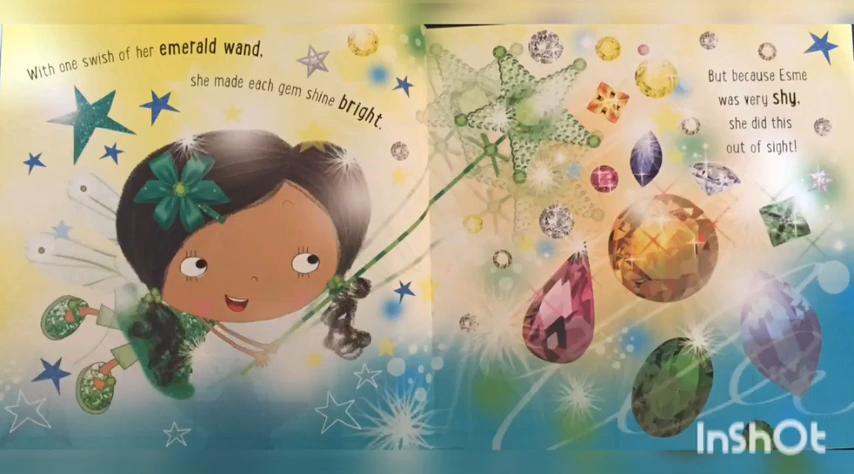 With one swish of her emerald wand,
she made each gem shine bright.
But because Esme
was very shy,
she did this
out of sight!
InShOt